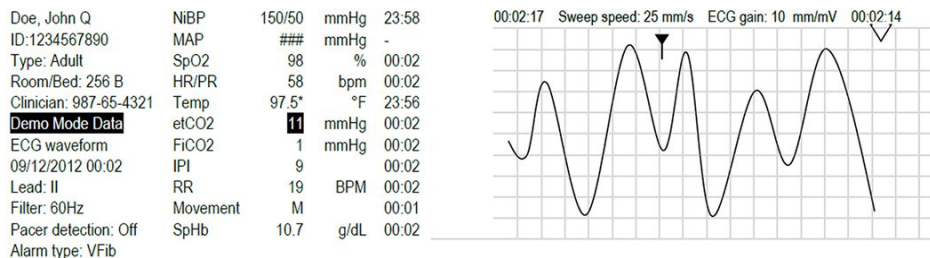 Doe, John Q NiBP 150/50 mmHg 23:58
ID:1234567890 MAP ### mmHg -
Type: Adult SpO2 98 % 00:02
Room/Bed: 256 B HR/PR 58 bpm 00:02
Clinician: 987-65-4321 Temp 97.5* °F 23:56
Demo Mode Data etCO2 11 mmHg 00:02
ECG waveform FiCO2 1 mmHg 00:02
09/12/2012 00:02 IPI 9 00:02
Lead: II RR 19 BPM 00:02
Filter: 60Hz Movement M 00:01
Pacer detection: Off SpHb 10.7 g/dL 00:02
Alarm type: VFib
00:02:17 Sweep speed: 25 mm/s ECG gain: 10 mm/mV 00:02:14